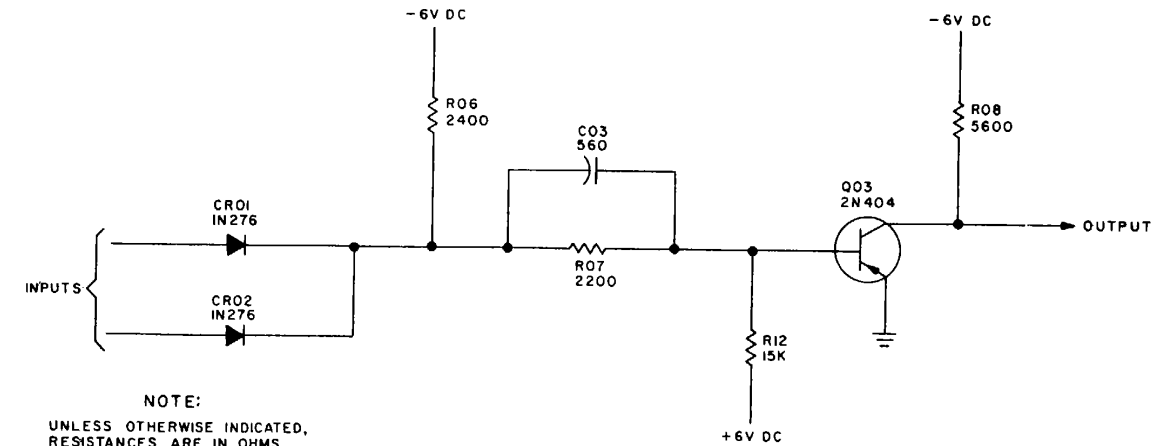 -6V DC
-6V DC
R06
2400
R08
5600
C03
560
Q03
2N404
CR01
IN276
OUTPUT
R07
2200
INPUTS
CR02
IN276
R12
15K
NOTE:
UNLESS OTHERWISE INDICATED,
RESISTANCES ARE IN OHMS
+6V DC